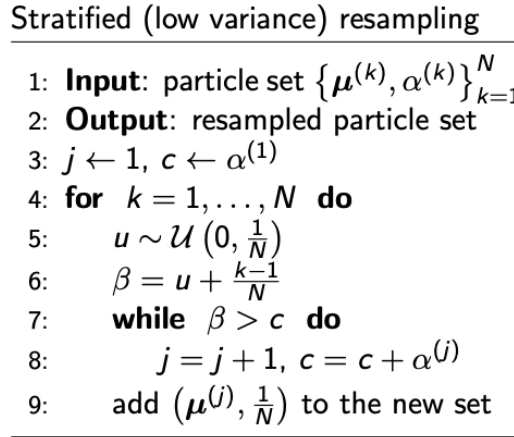 Stratified (low variance) resampling
1: Input: particle set {μ^(k), α^(k)}_{k=1}^N
2: Output: resampled particle set
3: j ← 1, c ← α^(1)
4: for k = 1, . . . , N do
5: u ∼ 𝒰 (0, 1/N)
6: β = u + (k−1)/N
7: while β > c do
8: j = j + 1, c = c + α^(j)
9: add (μ^(j), 1/N) to the new set